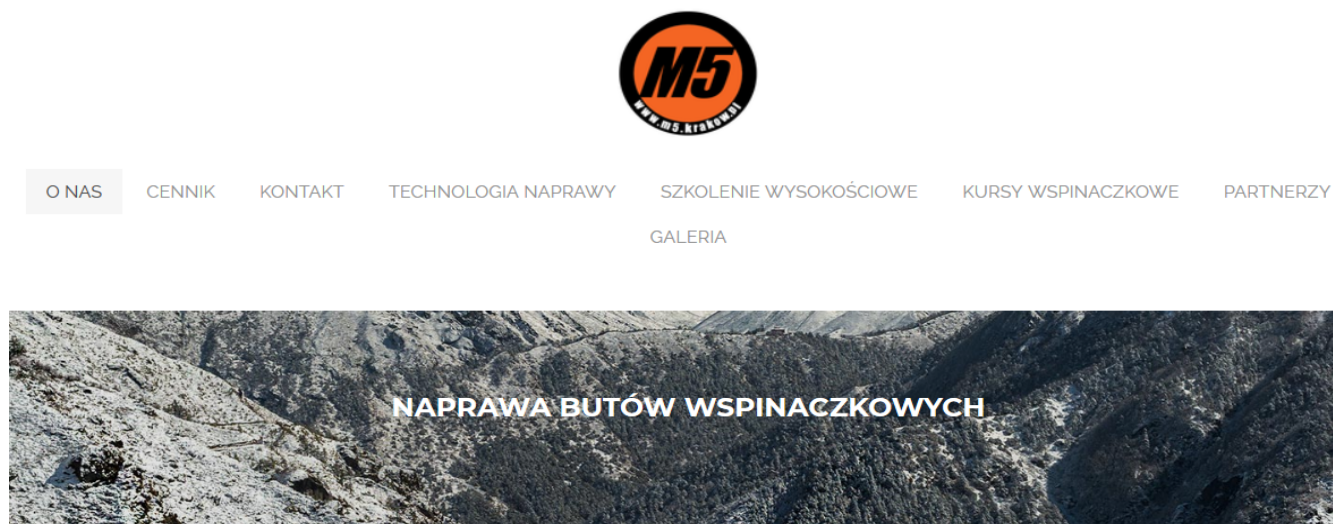 M5
www.m5.krakow.pl
O NAS CENNIK KONTAKT TECHNOLOGIA NAPRAWY SZKOLENIE WYSOKOŚCIOWE KURSY WSPINACZKOWE PARTNERZY
GALERIA
NAPRAWA BUTÓW WSPINACZKOWYCH